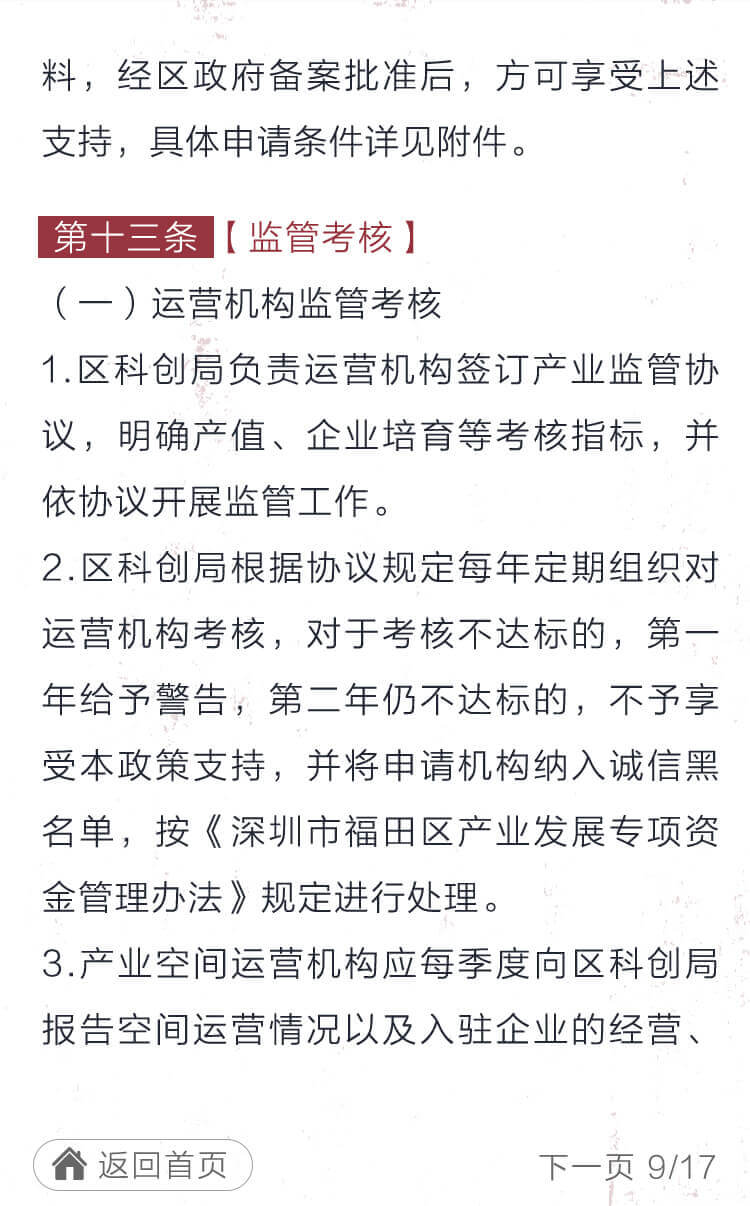 料，经区政府备案批准后，方可享受上述
支持，具体申请条件详见附件。
第十三条【监管考核】
（一）运营机构监管考核
1.区科创局负责运营机构签订产业监管协
议，明确产值、企业培育等考核指标，并
依协议开展监管工作。
2.区科创局根据协议规定每年定期组织对
运营机构考核，对于考核不达标的，第一
年给予警告，第二年仍不达标的，不予享
受本政策支持，并将申请机构纳入诚信黑
名单，按《深圳市福田区产业发展专项资
金管理办法》规定进行处理。
3.产业空间运营机构应每季度向区科创局
报告空间运营情况以及入驻企业的经营、
返回首页
下一页 9/17